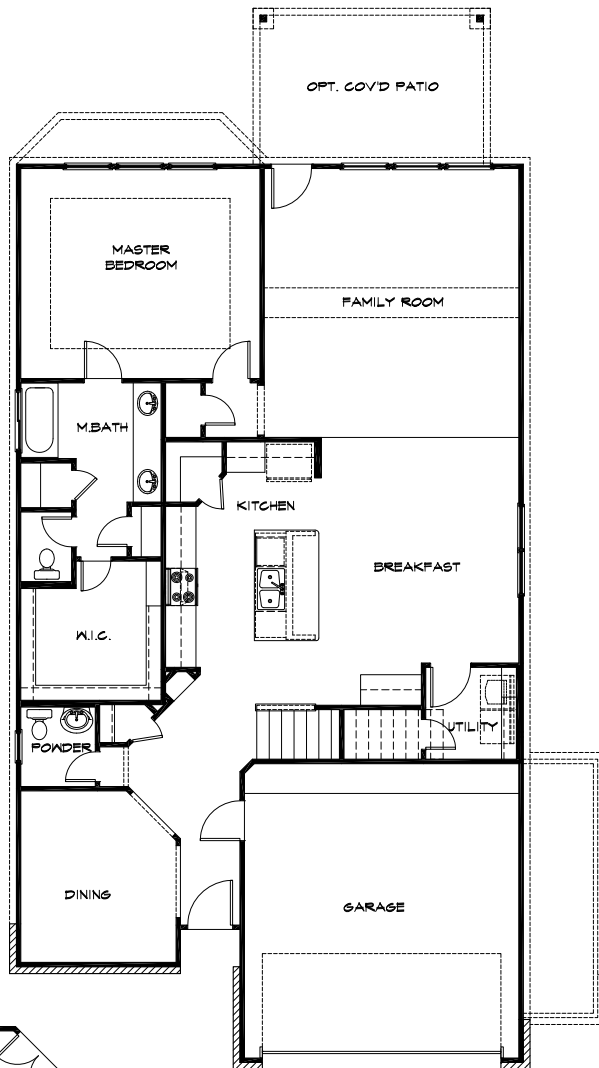 OPT. COV'D PATIO
MASTER
BEDROOM
FAMILY ROOM
M.BATH
KITCHEN
BREAKFAST
W.I.C.
UTILITY
POWDER
DINING
GARAGE